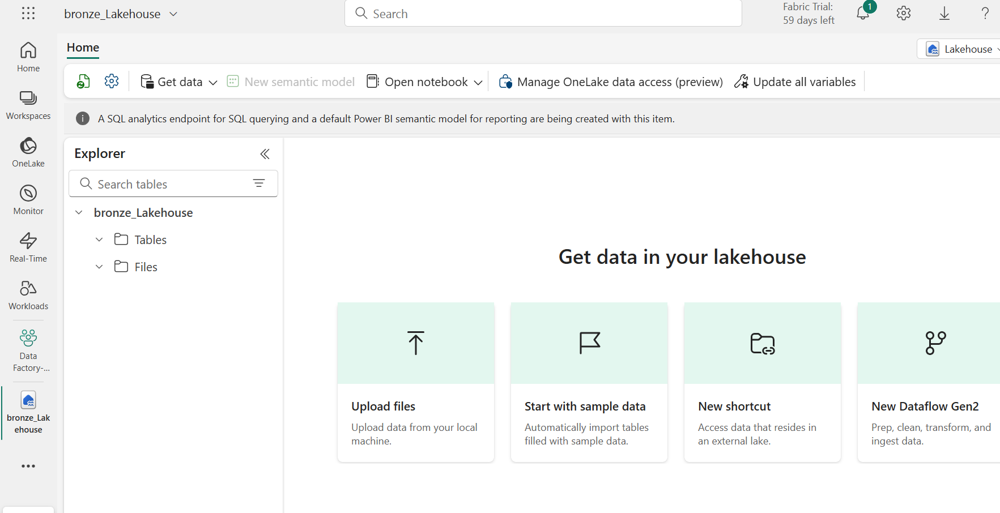 bronze_Lakehouse
Search
Fabric Trial:
59 days left
1
?
Home
Workspaces
OneLake
Monitor
Real-Time
Workloads
Data
Factory-...
bronze_Lak
ehouse
Home
Lakehouse
Get data
New semantic model
Open notebook
Manage OneLake data access (preview)
Update all variables
A SQL analytics endpoint for SQL querying and a default Power BI semantic model for reporting are being created with this item.
Explorer
Search tables
bronze_Lakehouse
Tables
Files
Get data in your lakehouse
Upload files
Upload data from your local
machine.
Start with sample data
Automatically import tables
filled with sample data.
New shortcut
Access data that resides in
an external lake.
New Dataflow Gen2
Prep, clean, transform, and
ingest data.